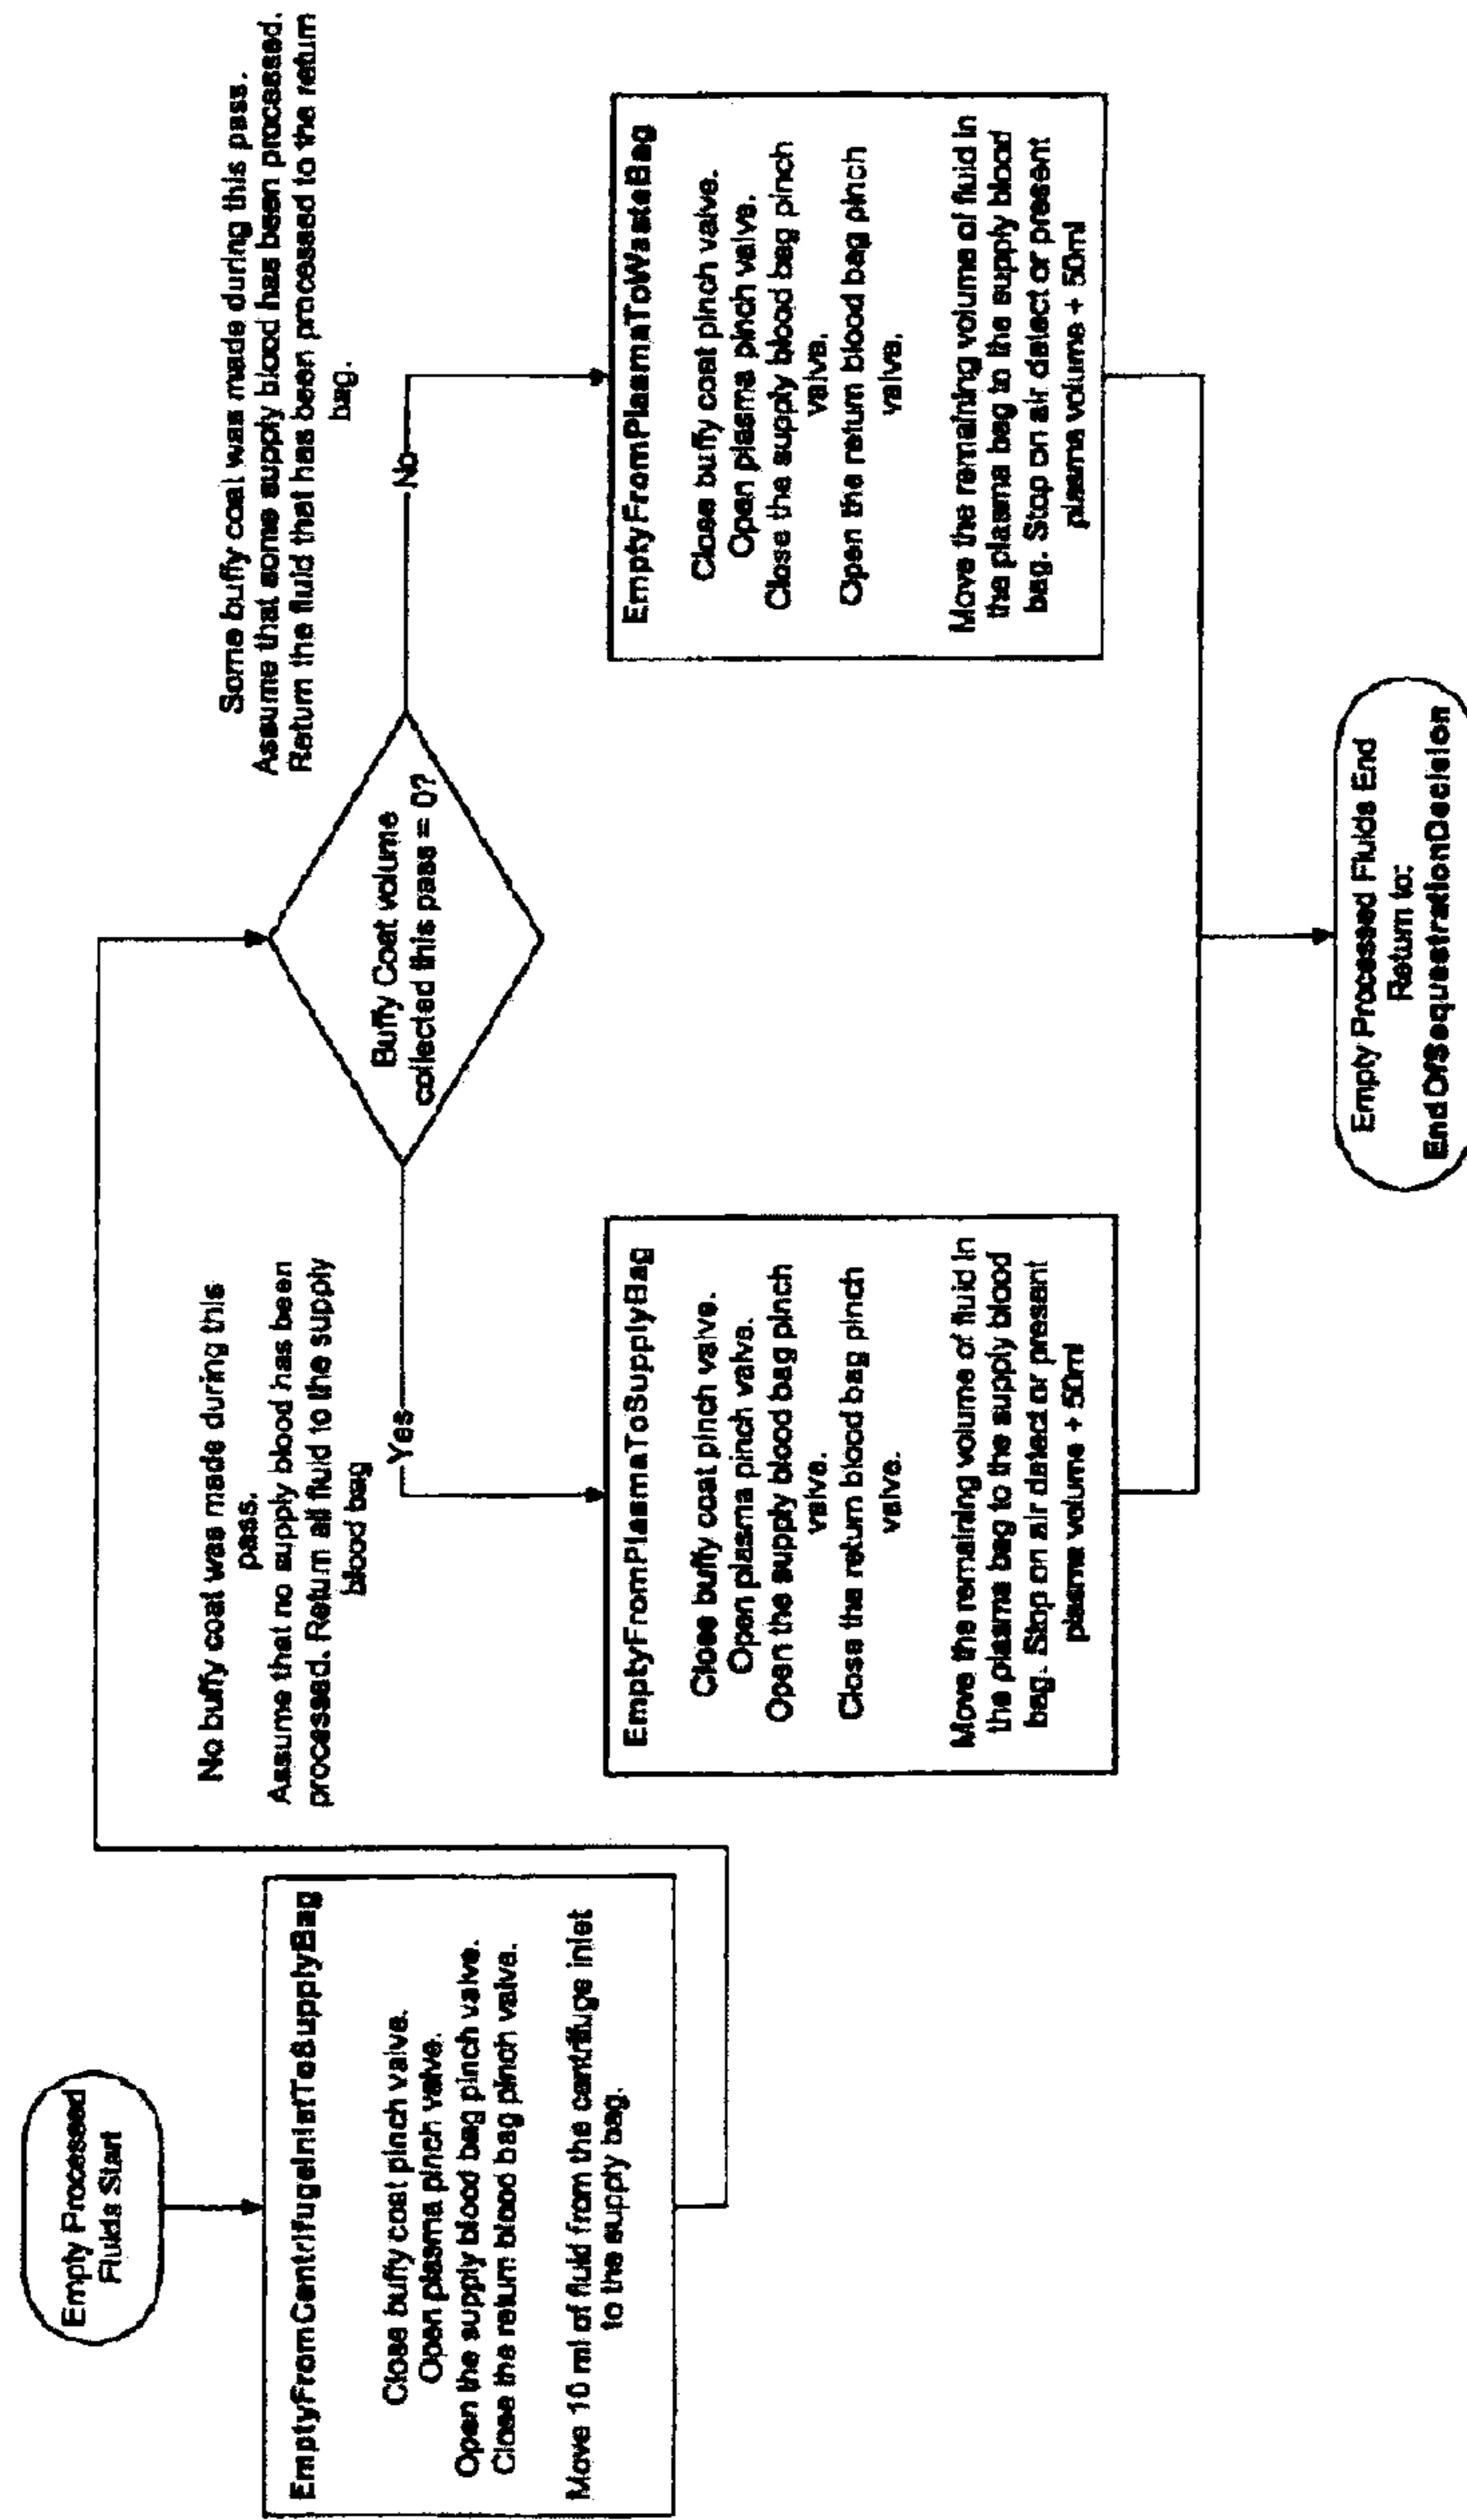 Empty Processed
Fluids Start
EmptyFromCentrifugeInletToSupplyBag
Close buffy coat pinch valve.
Open plasma pinch valve.
Open the supply blood bag pinch valve.
Close the return blood bag pinch valve.
Move 10 ml of fluid from the centrifuge inlet
to the supply bag.
No buffy coat was made during this
pass.
Assume that no supply blood has been
processed. Return all fluid to the supply
blood bag
Buffy Coat volume
collected this pass = 0?
Some buffy coat was made during this pass.
Assume that some supply blood has been processed.
Return the fluid that has been processed to the return
bag.
Yes
No
EmptyFromPlasmaToSupplyBag
Close buffy coat pinch valve.
Open plasma pinch valve.
Open the supply blood bag pinch
valve.
Close the return blood bag pinch
valve.
Move the remaining volume of fluid in
the plasma bag to the supply blood
bag. Stop on air detect or present
plasma volume + 50ml
EmptyFromPlasmaToWasteBag
Close buffy coat pinch valve.
Open plasma pinch valve.
Close the supply blood bag pinch
valve.
Open the return blood bag pinch
valve.
Move the remaining volume of fluid in
the plasma bag to the supply blood
bag. Stop on air detect or present
plasma volume + 50ml
Empty Processed Fluids End
Return to:
EndOfSequestrationDecision